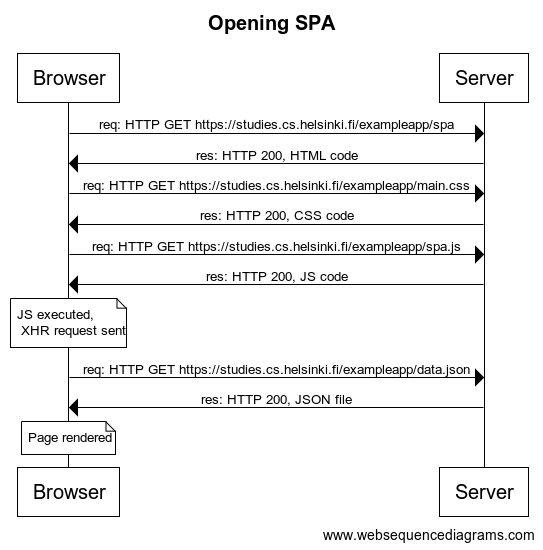 Opening SPA
Browser
Server
req: HTTP GET https://studies.cs.helsinki.fi/exampleapp/spa
res: HTTP 200, HTML code
req: HTTP GET https://studies.cs.helsinki.fi/exampleapp/main.css
res: HTTP 200, CSS code
req: HTTP GET https://studies.cs.helsinki.fi/exampleapp/spa.js
res: HTTP 200, JS code
JS executed,
XHR request sent
req: HTTP GET https://studies.cs.helsinki.fi/exampleapp/data.json
res: HTTP 200, JSON file
Page rendered
Browser
Server
www.websequencediagrams.com